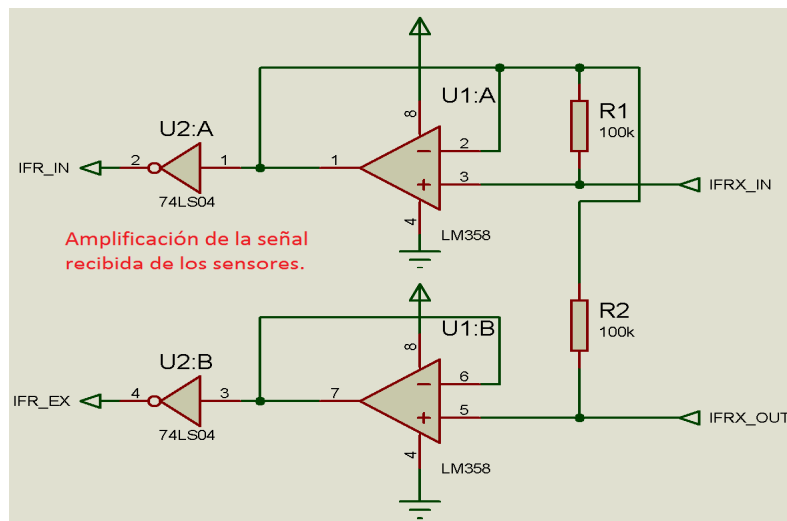 U1:A
8
R1
100k
U2:A
2
IFR_IN
2
1
1
3
IFRX_IN
74LS04
4
LM358
Amplificación de la señal
recibida de los sensores.
U1:B
8
R2
100k
U2:B
6
IFR_EX
4
3
7
5
IFRX_OUT
74LS04
4
LM358